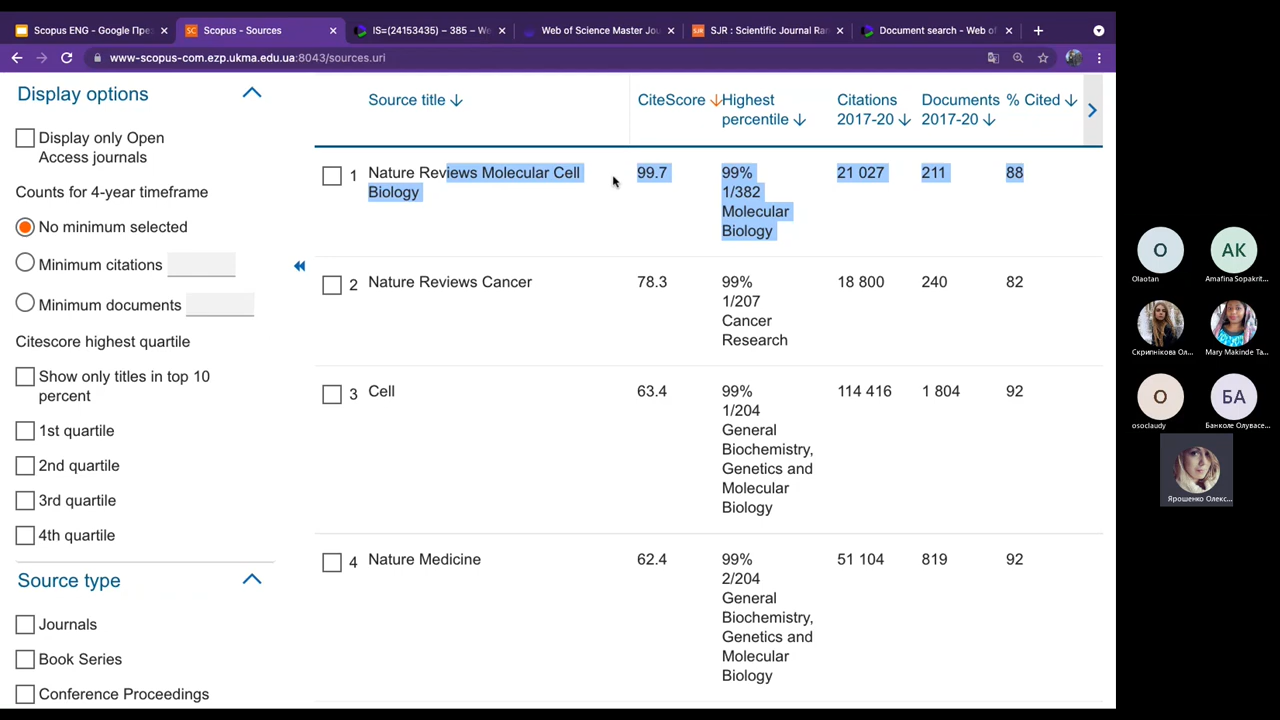 Scopus ENG - Google Пре
SC Scopus - Sources
IS=(24153435) – 385 – We
Web of Science Master Jou
SJR SJR : Scientific Journal Ra
Document search - Web of
www-scopus-com.ezp.ukma.edu.ua:8043/sources.uri
Display options
Display only Open
Access journals
Counts for 4-year timeframe
No minimum selected
Minimum citations
Minimum documents
Citescore highest quartile
Show only titles in top 10
percent
1st quartile
2nd quartile
3rd quartile
4th quartile
Source type
Journals
Book Series
Conference Proceedings
Source title
CiteScore
Highest
percentile
Citations
2017-20
Documents
2017-20
% Cited
1 Nature Reviews Molecular Cell
Biology
99.7
99%
1/382
Molecular
Biology
21 027
211
88
2 Nature Reviews Cancer
78.3
99%
1/207
Cancer
Research
18 800
240
82
3 Cell
63.4
99%
1/204
General
Biochemistry,
Genetics and
Molecular
Biology
114 416
1 804
92
4 Nature Medicine
62.4
99%
2/204
General
Biochemistry,
Genetics and
Molecular
Biology
51 104
819
92
O
Olaotan
АК
Amafina Sopakrit...
Скрипнікова Ол...
Mary Makinde Ta...
O
osoclaudy
БА
Банколе Олувасе...
Ярошенко Олекс...